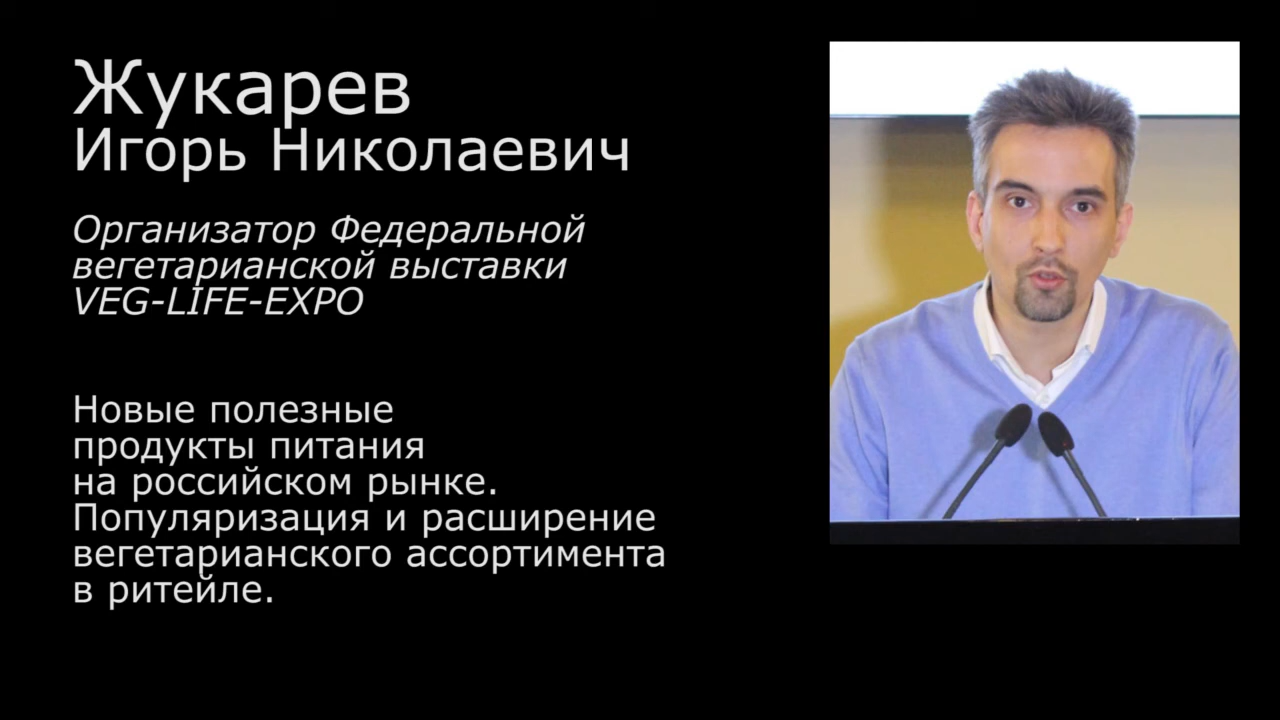 Жукарев
Игорь Николаевич
Организатор Федеральной
вегетарианской выставки
VEG-LIFE-EXPO
Новые полезные
продукты питания
на российском рынке.
Популяризация и расширение
вегетарианского ассортимента
в ритейле.